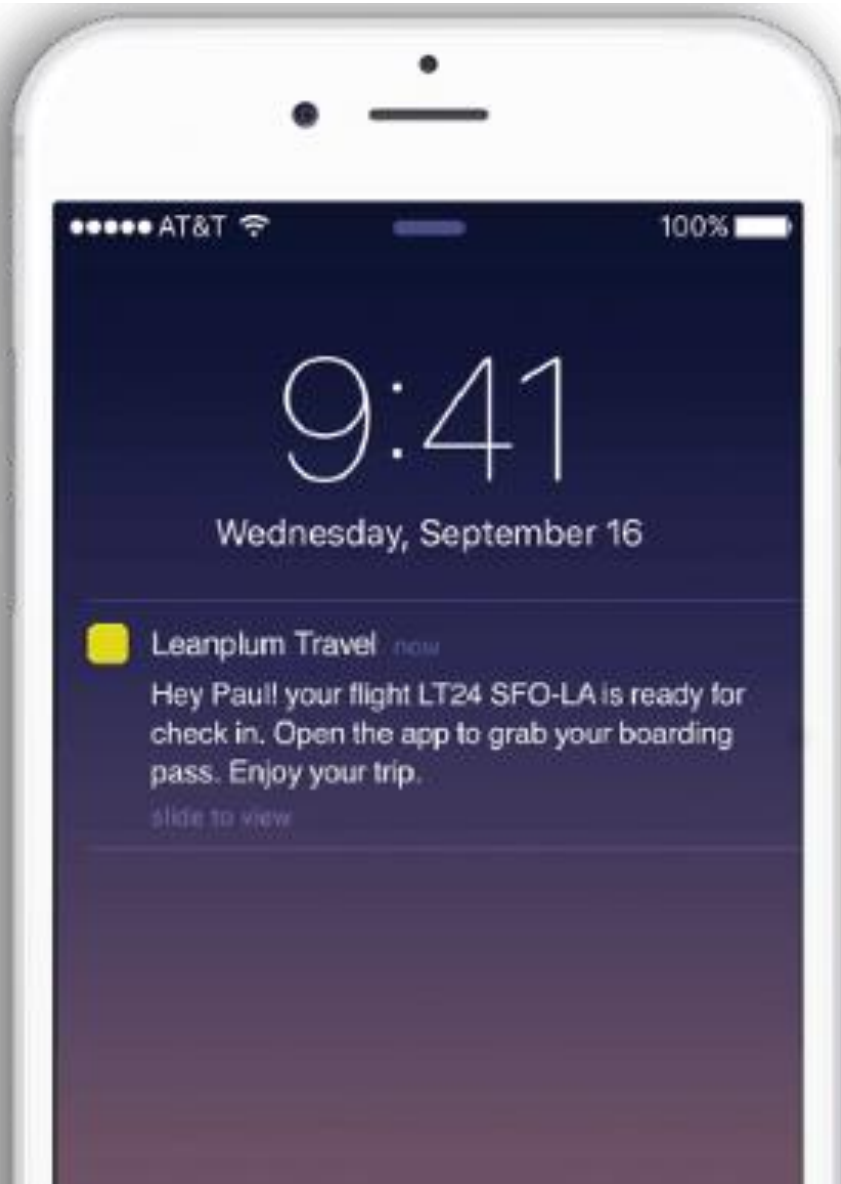 AT&T 100%
9:41
Wednesday, September 16
Leanplum Travel now
Hey Paul! your flight LT24 SFO-LA is ready for
check in. Open the app to grab your boarding
pass. Enjoy your trip.
slide to view